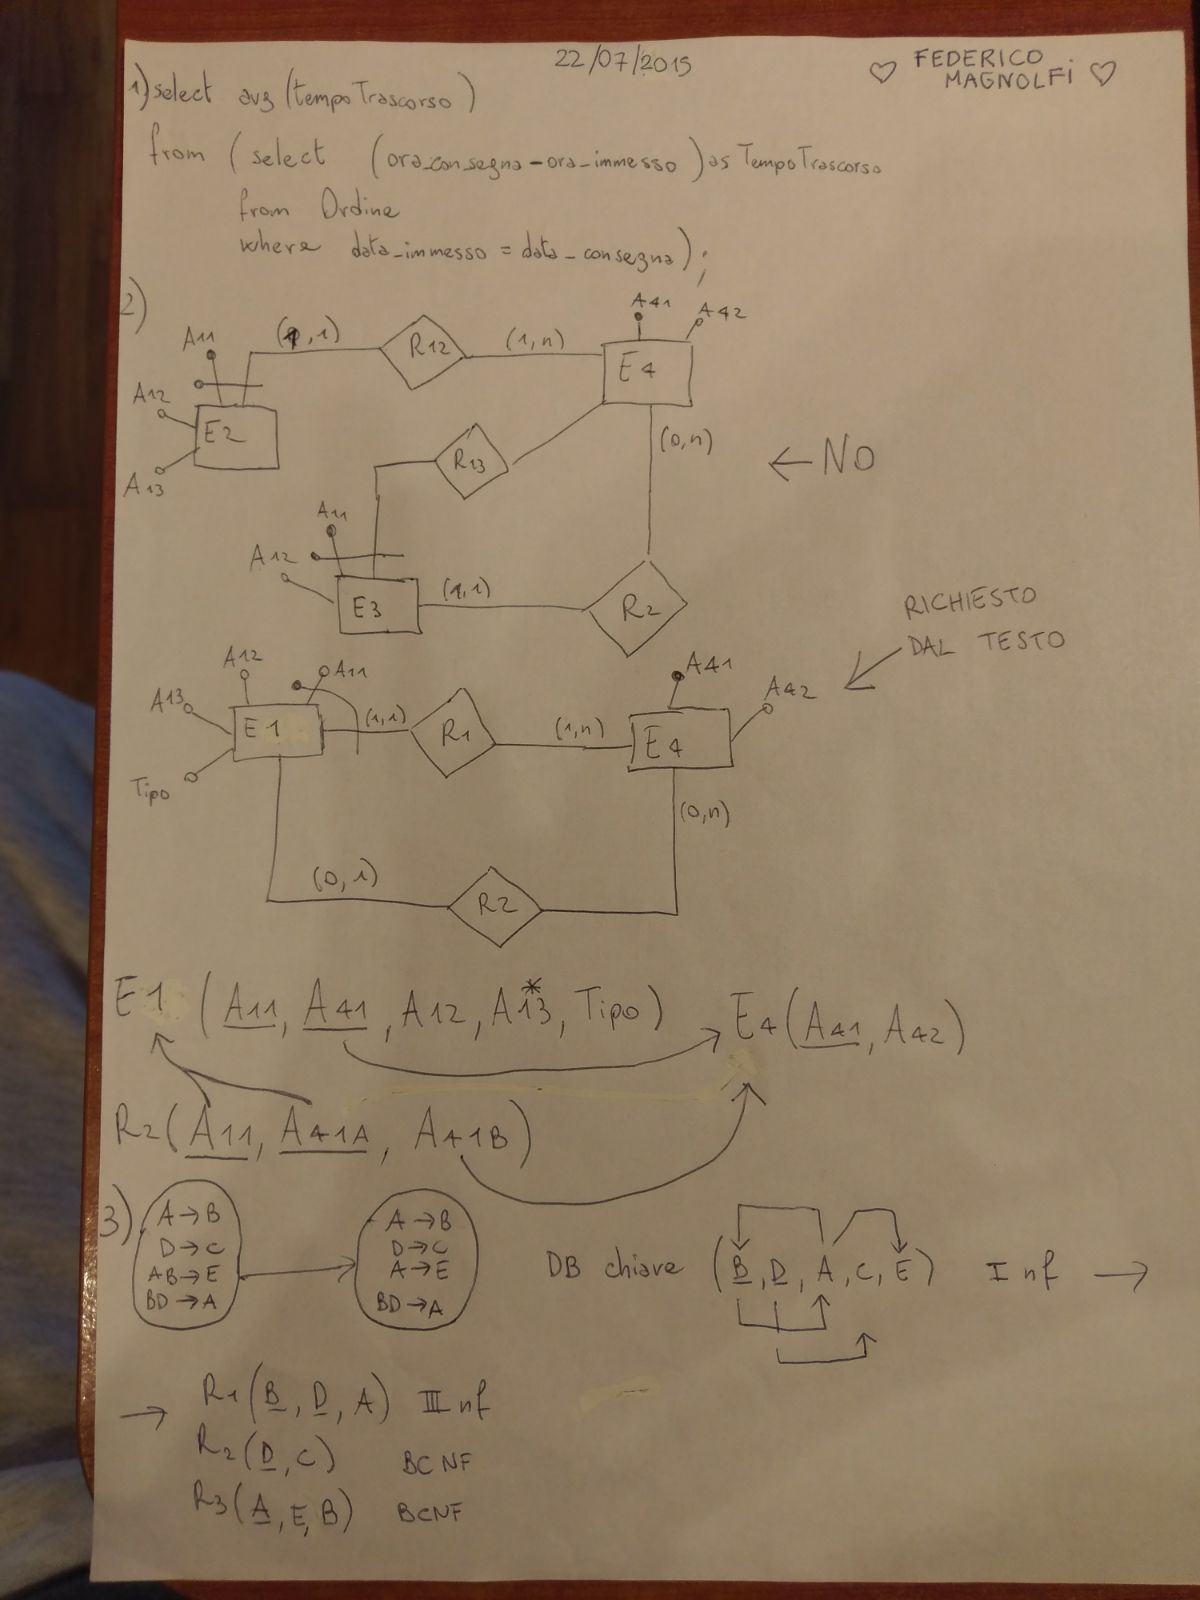 22/07/2015
♡ FEDERICO MAGNOLFI ♡
1) select avg (tempoTrascorso)
from ( select (ora_consegna-ora_immesso) as TempoTrascorso
from Ordine
where data_immesso = data_consegna);
2)
A41
A42
A11
(1,1)
R12
(1,n)
E4
A12
E2
A13
R13
(0,n)
← NO
A11
A12
E3
(1,1)
R2
RICHIESTO
DAL TESTO
A12
A11
A41
A42
A13
E1
(1,1)
R1
(1,n)
E4
Tipo
(0,n)
(0,1)
R2
E1 (A11, A41, A12, A13*, Tipo) E4(A41, A42)
R2(A11, A41A, A41B)
3)
A→B
D→C
AB→E
BD→A
A→B
D→C
A→E
BD→A
DB chiave (B, D, A, C, E) I nf →
→ R1(B, D, A) III nf
R2(D, C) BCNF
R3(A, E, B) BCNF